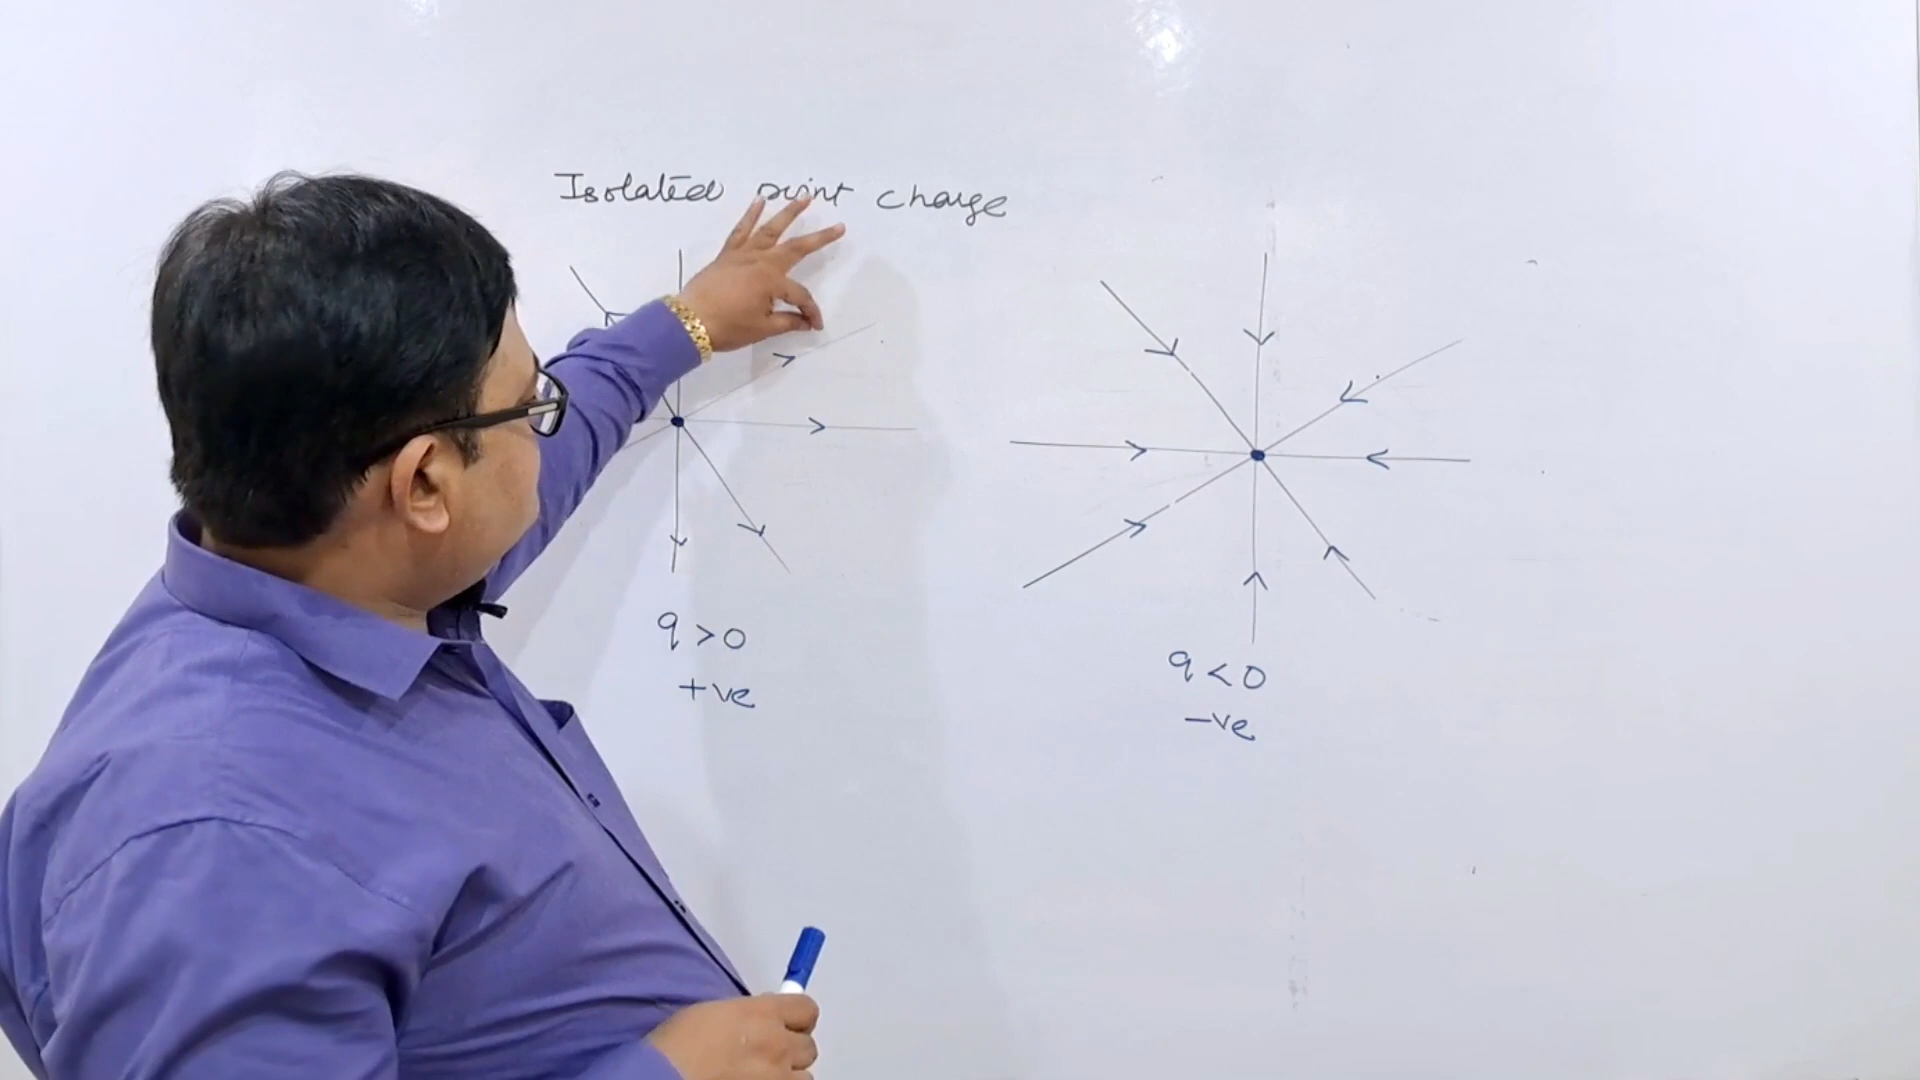 Isolated point charge
q > 0
+ve
q < 0
-ve